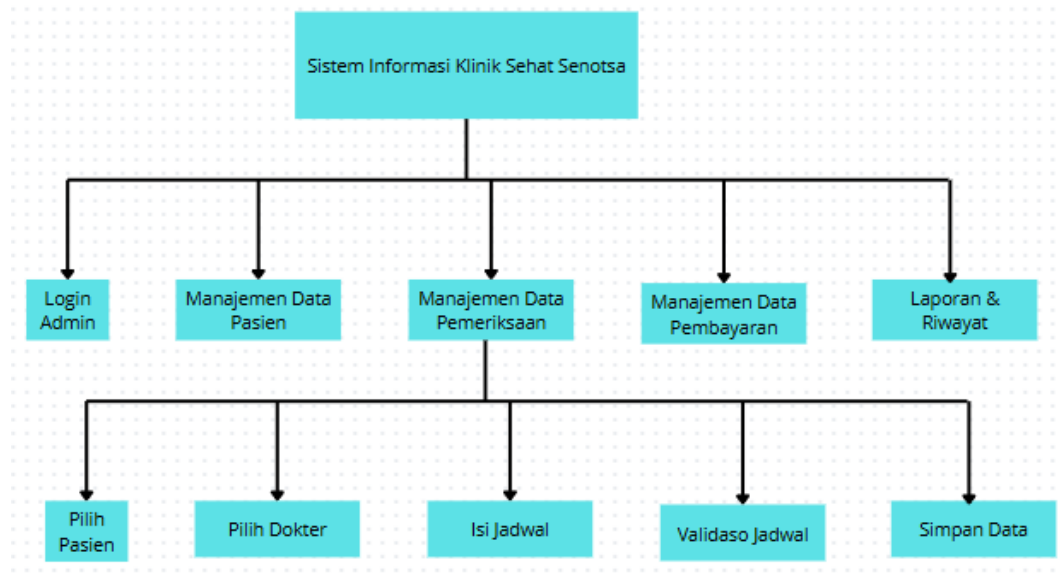 Sistem Informasi Klinik Sehat Senotsa
Login
Admin
Manajemen Data
Pasien
Manajemen Data
Pemeriksaan
Manajemen Data
Pembayaran
Laporan &
Riwayat
Pilih
Pasien
Pilih Dokter
Isi Jadwal
Validaso Jadwal
Simpan Data